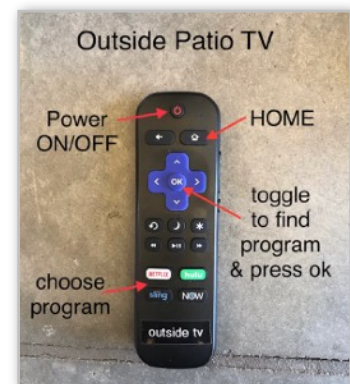 Outside Patio TV
Power
ON/OFF
HOME
OK
toggle
to find
program
& press ok
choose
program
NETFLIX
hulu
sling
NOW
outside tv